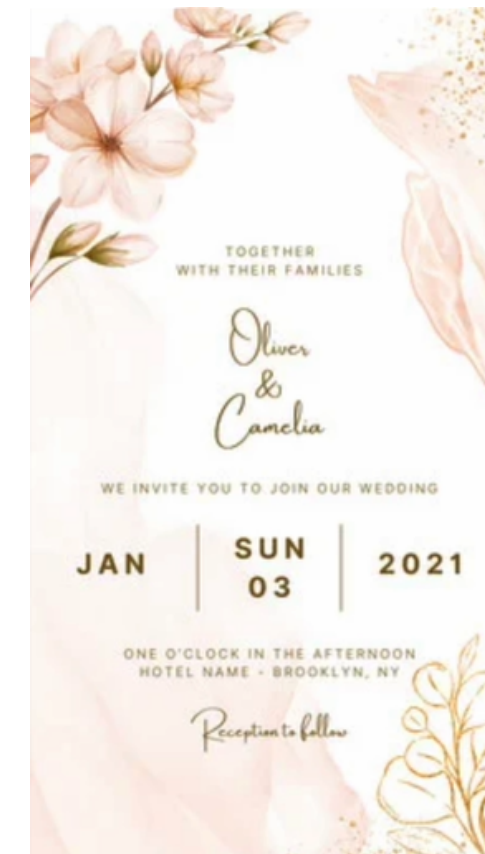 TOGETHER
WITH THEIR FAMILIES
Oliver
&
Camelia
WE INVITE YOU TO JOIN OUR WEDDING
JAN
SUN
03
2021
ONE O'CLOCK IN THE AFTERNOON
HOTEL NAME - BROOKLYN, NY
Reception to follow